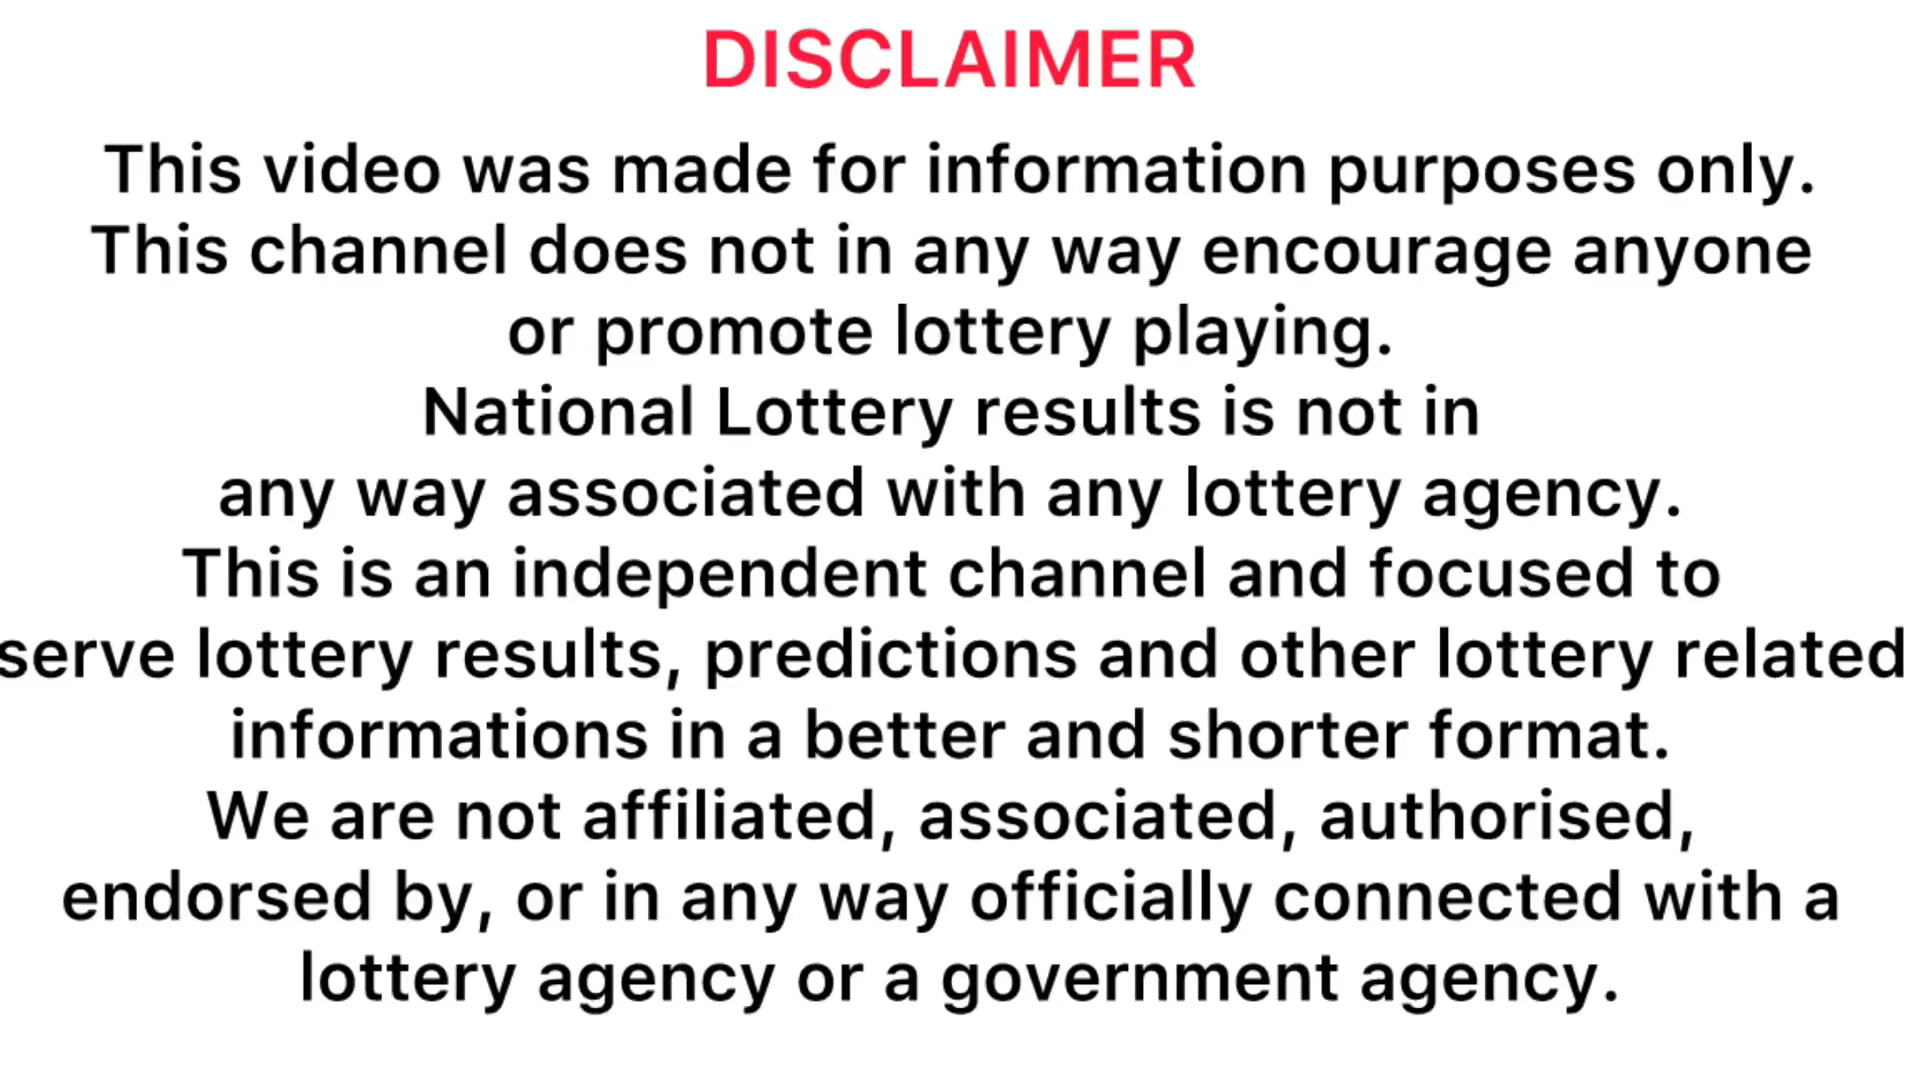 DISCLAIMER
This video was made for information purposes only.
This channel does not in any way encourage anyone
or promote lottery playing.
National Lottery results is not in
any way associated with any lottery agency.
This is an independent channel and focused to
serve lottery results, predictions and other lottery related
informations in a better and shorter format.
We are not affiliated, associated, authorised,
endorsed by, or in any way officially connected with a
lottery agency or a government agency.